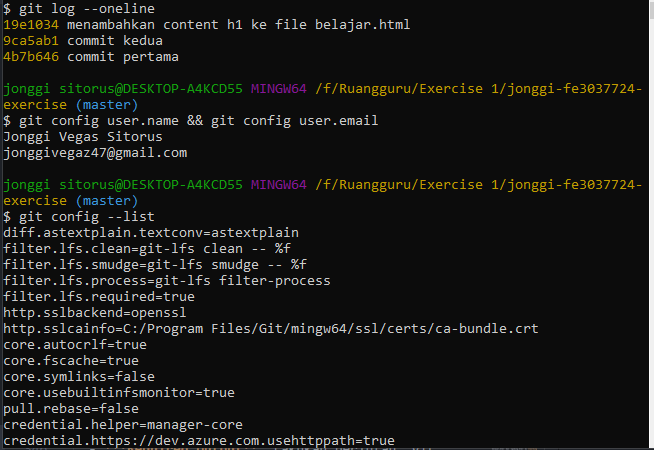 $ git log --oneline
19e1034 menambahkan content h1 ke file belajar.html
9ca5ab1 commit kedua
4b7b646 commit pertama
jonggi sitorus@DESKTOP-A4KCD55 MINGW64 /f/Ruangguru/Exercise 1/jonggi-fe3037724-
exercise (master)
$ git config user.name && git config user.email
Jonggi Vegas Sitorus
jonggivegaz47@gmail.com
jonggi sitorus@DESKTOP-A4KCD55 MINGW64 /f/Ruangguru/Exercise 1/jonggi-fe3037724-
exercise (master)
$ git config --list
diff.astextplain.textconv=astextplain
filter.lfs.clean=git-lfs clean -- %f
filter.lfs.smudge=git-lfs smudge -- %f
filter.lfs.process=git-lfs filter-process
filter.lfs.required=true
http.sslbackend=openssl
http.sslcainfo=C:/Program Files/Git/mingw64/ssl/certs/ca-bundle.crt
core.autocrlf=true
core.fscache=true
core.symlinks=false
core.usebuiltinfsmonitor=true
pull.rebase=false
credential.helper=manager-core
credential.https://dev.azure.com.usehttppath=true